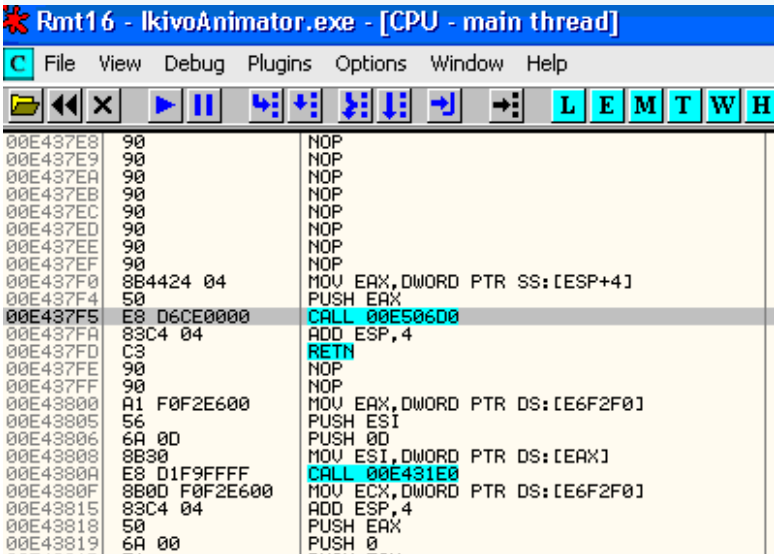 Rmt16 - IkivoAnimator.exe - [CPU - main thread]
C File View Debug Plugins Options Window Help
L E M T W H
00E437E8 90 NOP
00E437E9 90 NOP
00E437EA 90 NOP
00E437EB 90 NOP
00E437EC 90 NOP
00E437ED 90 NOP
00E437EE 90 NOP
00E437EF 90 NOP
00E437F0 8B4424 04 MOV EAX,DWORD PTR SS:[ESP+4]
00E437F4 50 PUSH EAX
00E437F5 E8 D6CE0000 CALL 00E506D0
00E437FA 83C4 04 ADD ESP,4
00E437FD C3 RETN
00E437FE 90 NOP
00E437FF 90 NOP
00E43800 A1 F0F2E600 MOV EAX,DWORD PTR DS:[E6F2F0]
00E43805 56 PUSH ESI
00E43806 6A 0D PUSH 0D
00E43808 8B30 MOV ESI,DWORD PTR DS:[EAX]
00E4380A E8 D1F9FFFF CALL 00E431E0
00E4380F 8B0D F0F2E600 MOV ECX,DWORD PTR DS:[E6F2F0]
00E43815 83C4 04 ADD ESP,4
00E43818 50 PUSH EAX
00E43819 6A 00 PUSH 0